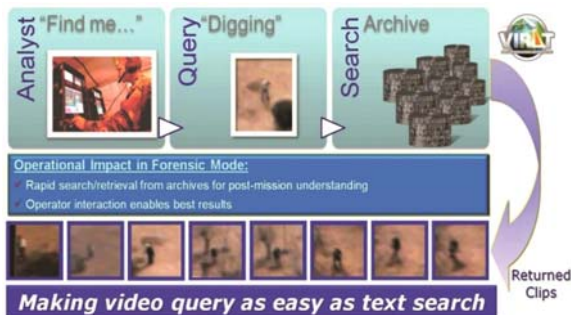 Analyst "Find me…"
Query "Digging"
Search Archive
VIRAT
Operational Impact in Forensic Mode:
Rapid search/retrieval from archives for post-mission understanding
Operator interaction enables best results
Returned
Clips
Making video query as easy as text search